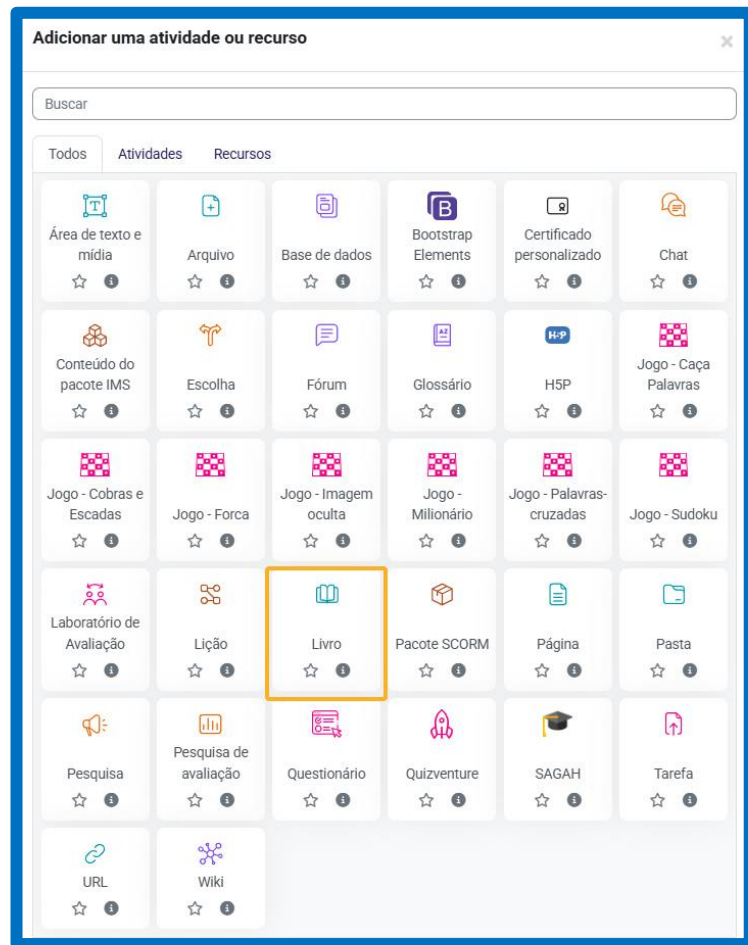 Adicionar uma atividade ou recurso
×
Buscar
Todos Atividades Recursos
Área de texto e mídia
Arquivo
Base de dados
Bootstrap Elements
Certificado personalizado
Chat
Conteúdo do pacote IMS
Escolha
Fórum
Glossário
H5P
H5P
Jogo - Caça Palavras
Jogo - Cobras e Escadas
Jogo - Forca
Jogo - Imagem oculta
Jogo - Milionário
Jogo - Palavras-cruzadas
Jogo - Sudoku
Laboratório de Avaliação
Lição
Livro
Pacote SCORM
Página
Pasta
Pesquisa
Pesquisa de avaliação
Questionário
Quizventure
SAGAH
Tarefa
URL
Wiki